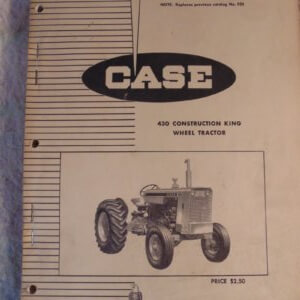 NOTE: Replaces previous catalog No.
CASE
430 CONSTRUCTION KING
WHEEL TRACTOR
PRICE $2.50